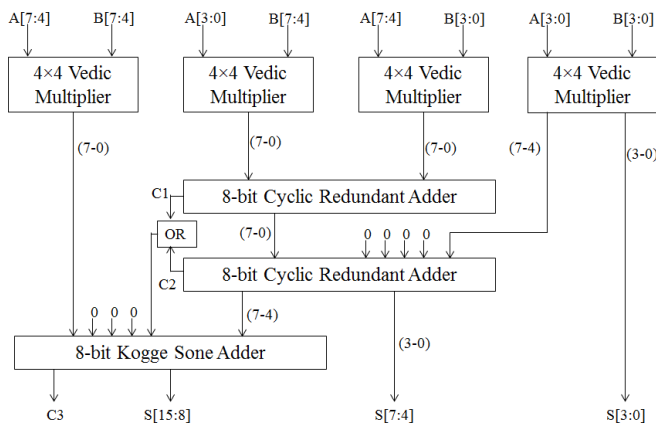 A[7:4] B[7:4] A[3:0] B[7:4] A[7:4] B[3:0] A[3:0] B[3:0]
4×4 Vedic
Multiplier
4×4 Vedic
Multiplier
4×4 Vedic
Multiplier
4×4 Vedic
Multiplier
(7-0)
(7-0)
(7-0)
(7-4)
(3-0)
C1
8-bit Cyclic Redundant Adder
OR
(7-0)
0 0 0 0
C2
8-bit Cyclic Redundant Adder
0 0 0
(7-4)
(3-0)
8-bit Kogge Sone Adder
C3 S[15:8] S[7:4] S[3:0]